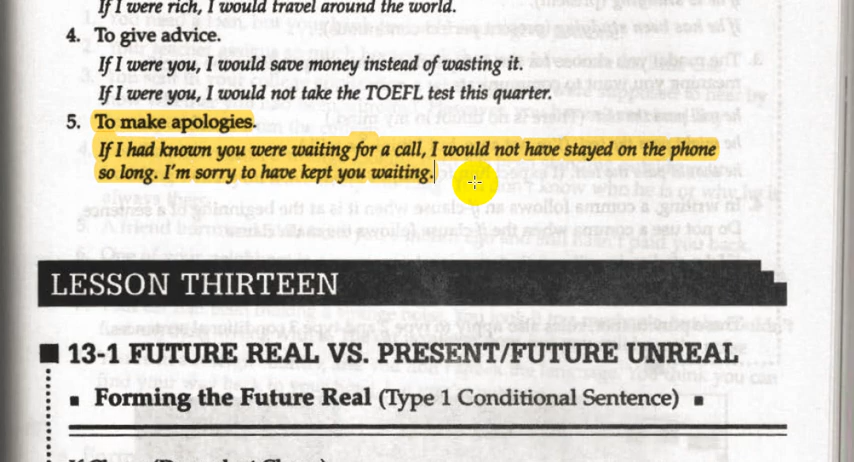 If I were rich, I would travel around the world.
4. To give advice.
If I were you, I would save money instead of wasting it.
If I were you, I would not take the TOEFL test this quarter.
5. To make apologies.
If I had known you were waiting for a call, I would not have stayed on the phone
so long. I'm sorry to have kept you waiting.
LESSON THIRTEEN
■ 13-1 FUTURE REAL VS. PRESENT/FUTURE UNREAL
▪ Forming the Future Real (Type 1 Conditional Sentence) ▪